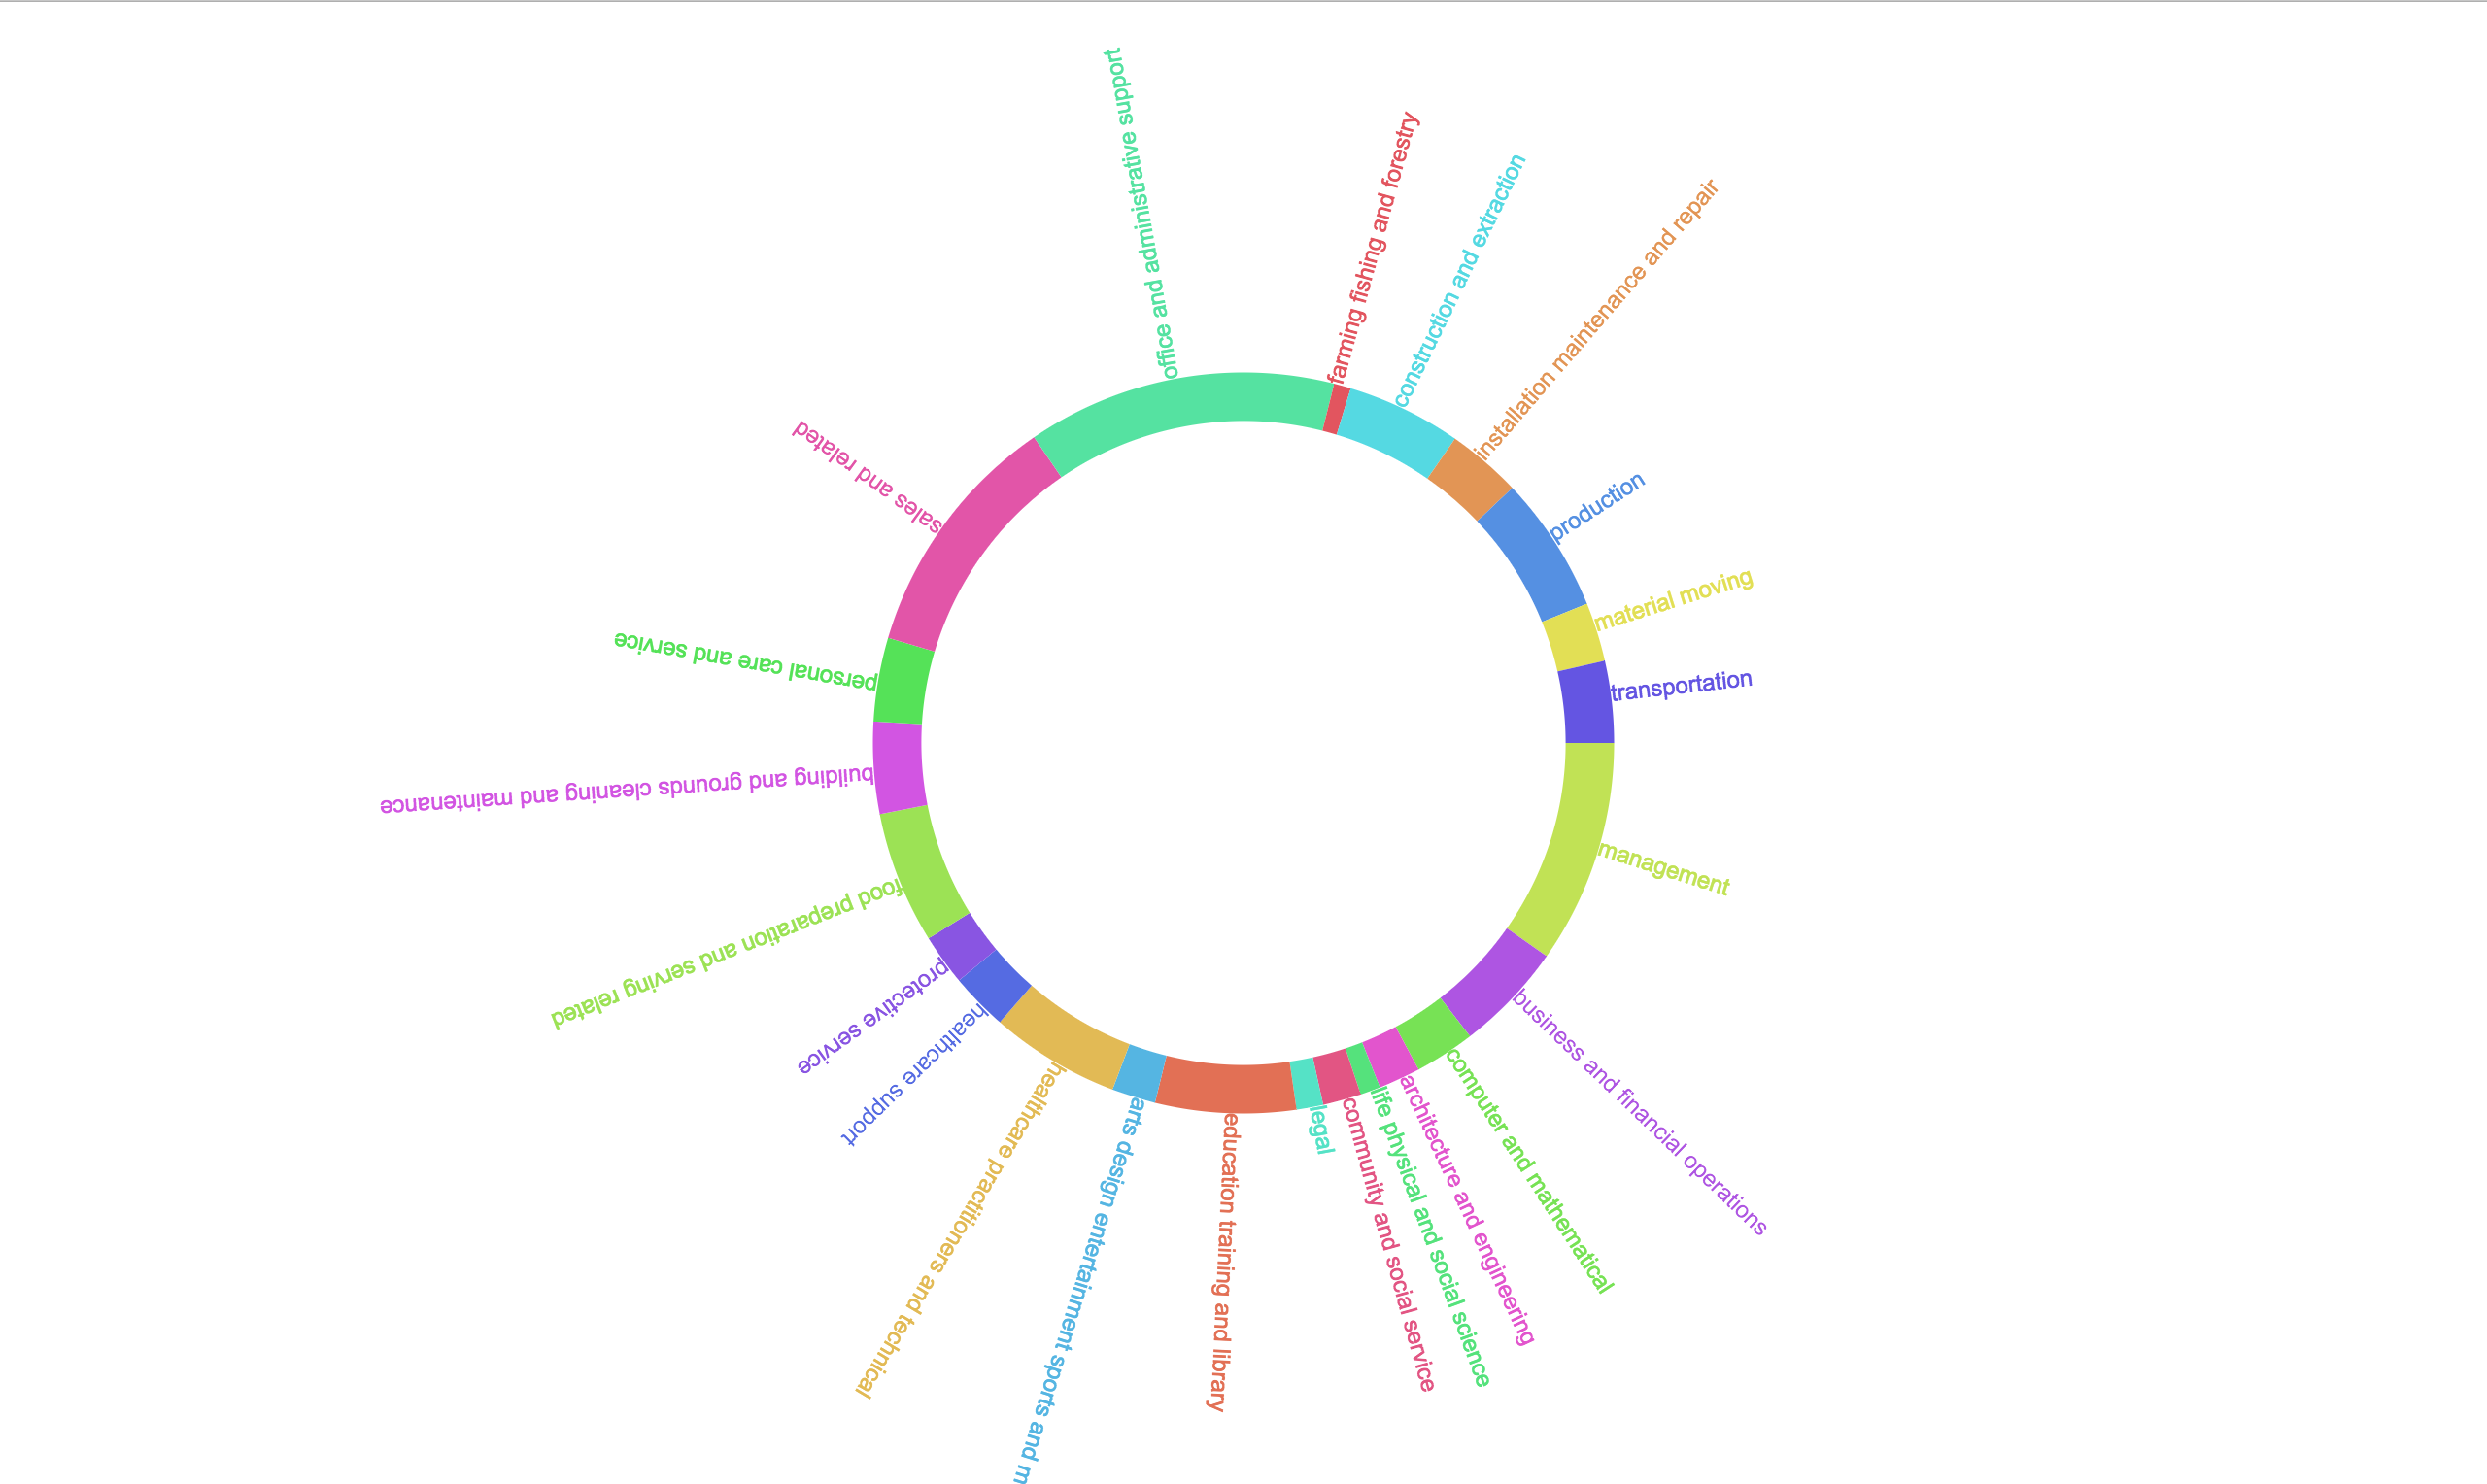 office and administrative support
farming fishing and forestry
construction and extraction
installation maintenance and repair
production
material moving
transportation
management
business and financial operations
computer and mathematical
architecture and engineering
life physical and social science
community and social service
legal
education training and library
arts design entertainment sports and m
healthcare practitioners and technical
healthcare support
protective service
food preparation and serving related
building and grounds cleaning and maintenance
personal care and service
sales and related